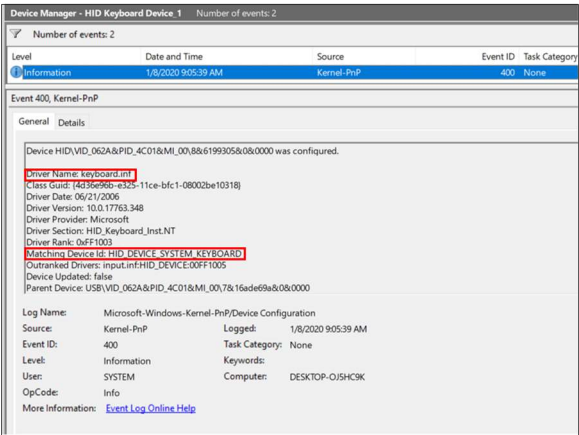 Device Manager - HID Keyboard Device_1 Number of events: 2
Number of events: 2
Level Date and Time Source Event ID Task Category
Information 1/8/2020 9:05:39 AM Kernel-PnP 400 None
Event 400, Kernel-PnP
General Details
Device HID\VID_062A&PID_4C01&MI_00\8&6199305&0&0000 was configured.
Driver Name: keyboard.inf
Class Guid: {4d36e96b-e325-11ce-bfc1-08002be10318}
Driver Date: 06/21/2006
Driver Version: 10.0.17763.348
Driver Provider: Microsoft
Driver Section: HID_Keyboard_Inst.NT
Driver Rank: 0xFF1003
Matching Device Id: HID_DEVICE_SYSTEM_KEYBOARD
Outranked Drivers: input.inf:HID_DEVICE:00FF1005
Device Updated: false
Parent Device: USB\VID_062A&PID_4C01&MI_00\7&16ade69a&0&0000
Log Name: Microsoft-Windows-Kernel-PnP/Device Configuration
Source: Kernel-PnP Logged: 1/8/2020 9:05:39 AM
Event ID: 400 Task Category: None
Level: Information Keywords:
User: SYSTEM Computer: DESKTOP-OJ5HC9K
OpCode: Info
More Information: Event Log Online Help